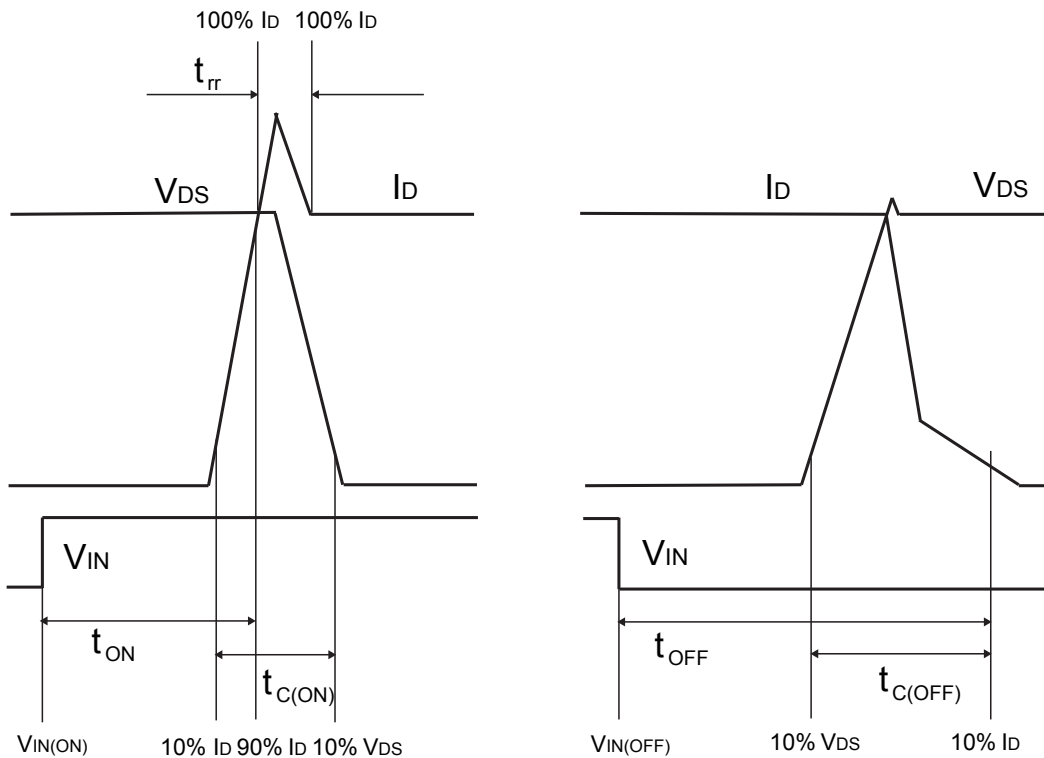 100% ID 100% ID
trr
VDS ID
ID VDS
VIN
VIN
tON
tOFF
tC(ON)
tC(OFF)
VIN(ON) 10% ID 90% ID 10% VDS
VIN(OFF) 10% VDS 10% ID